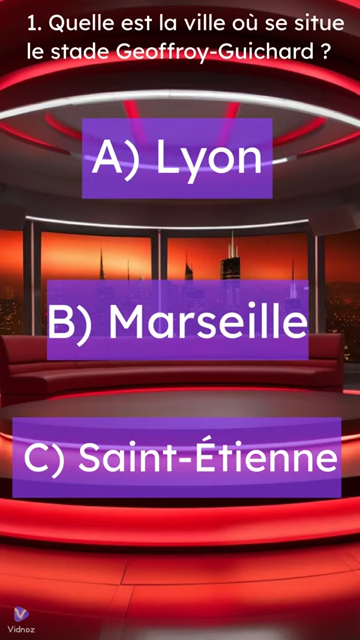 1. Quelle est la ville où se situe
le stade Geoffroy-Guichard ?
A) Lyon
B) Marseille
C) Saint-Étienne
Vidnoz